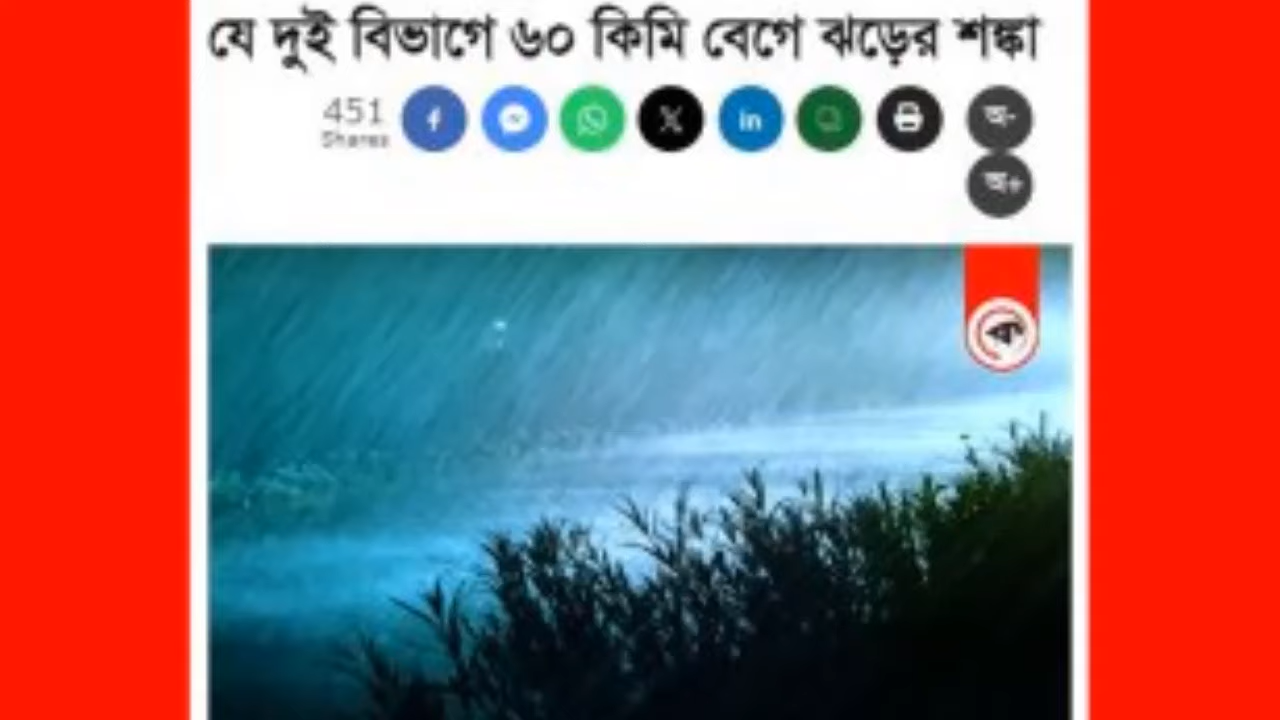 যে দুই বিভাগে ৬০ কিমি বেগে ঝড়ের শঙ্কা
451
Shares
অ-
অ+
ক